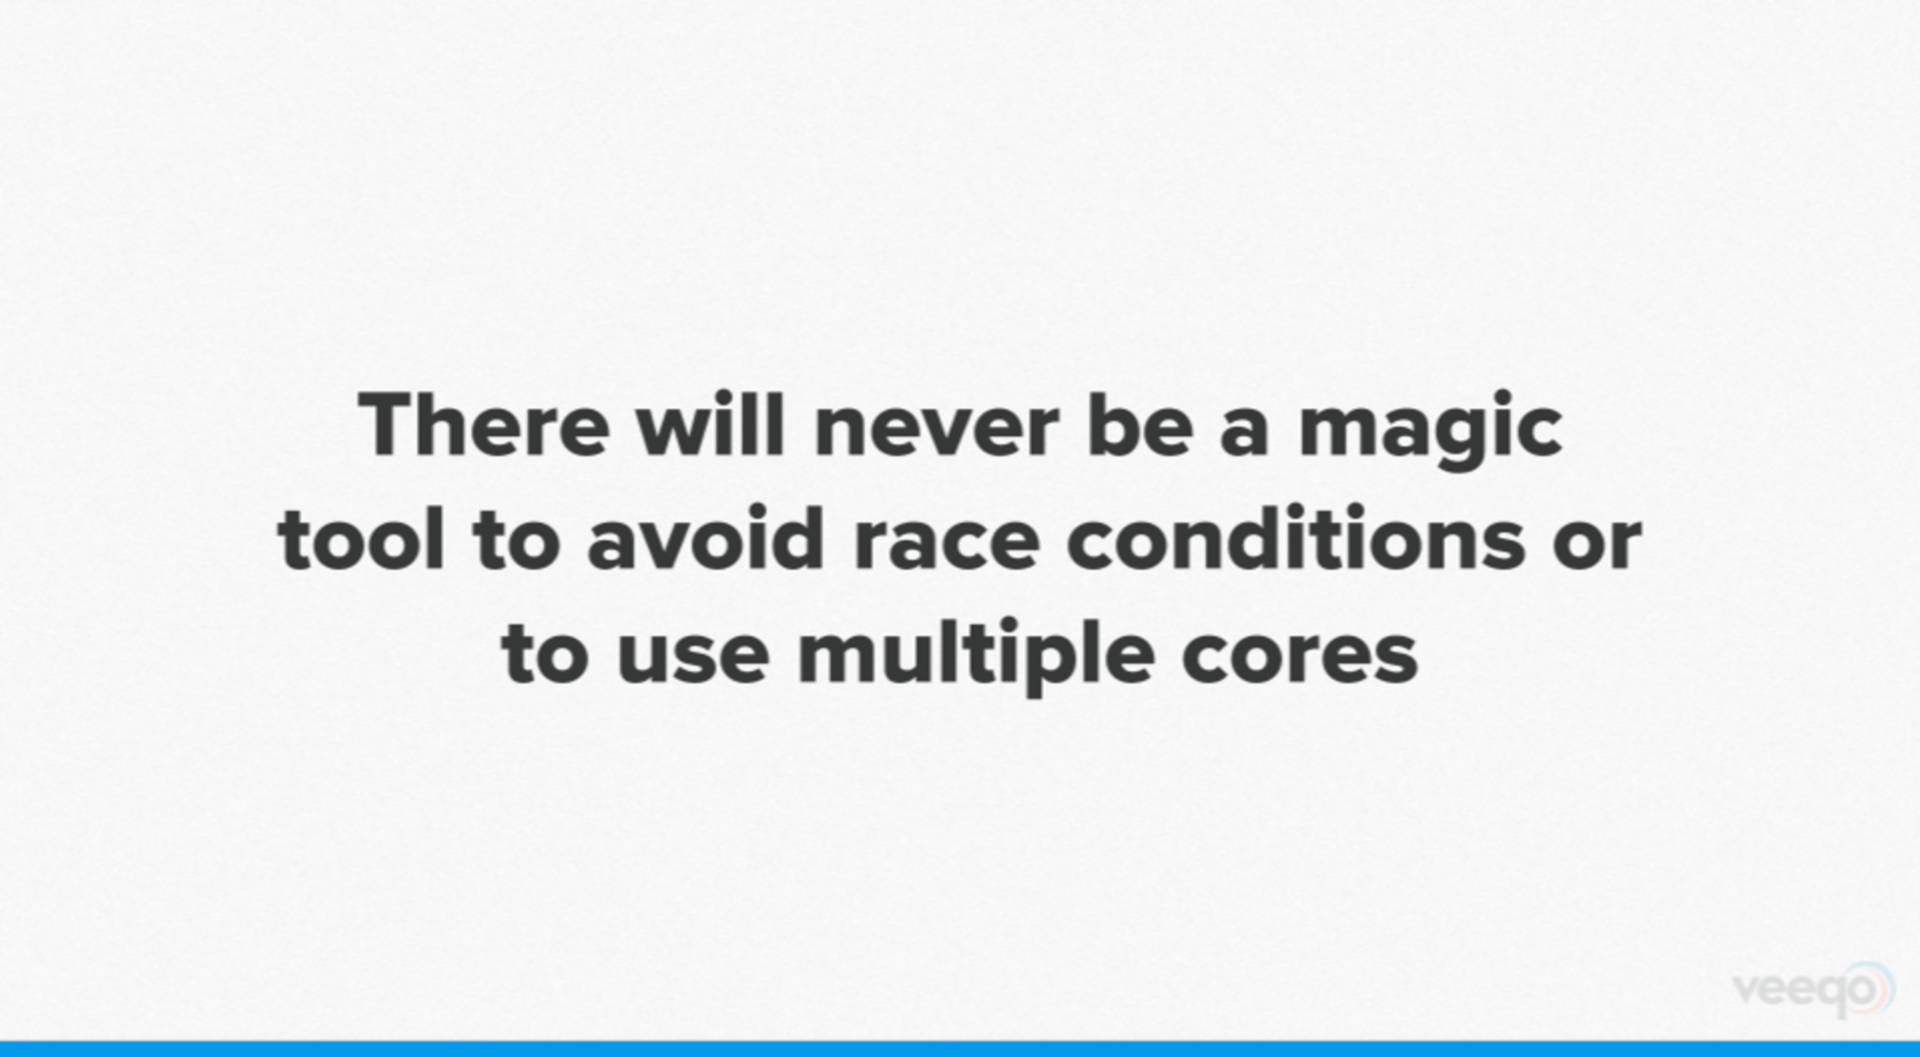 There will never be a magic
tool to avoid race conditions or
to use multiple cores
veeqo